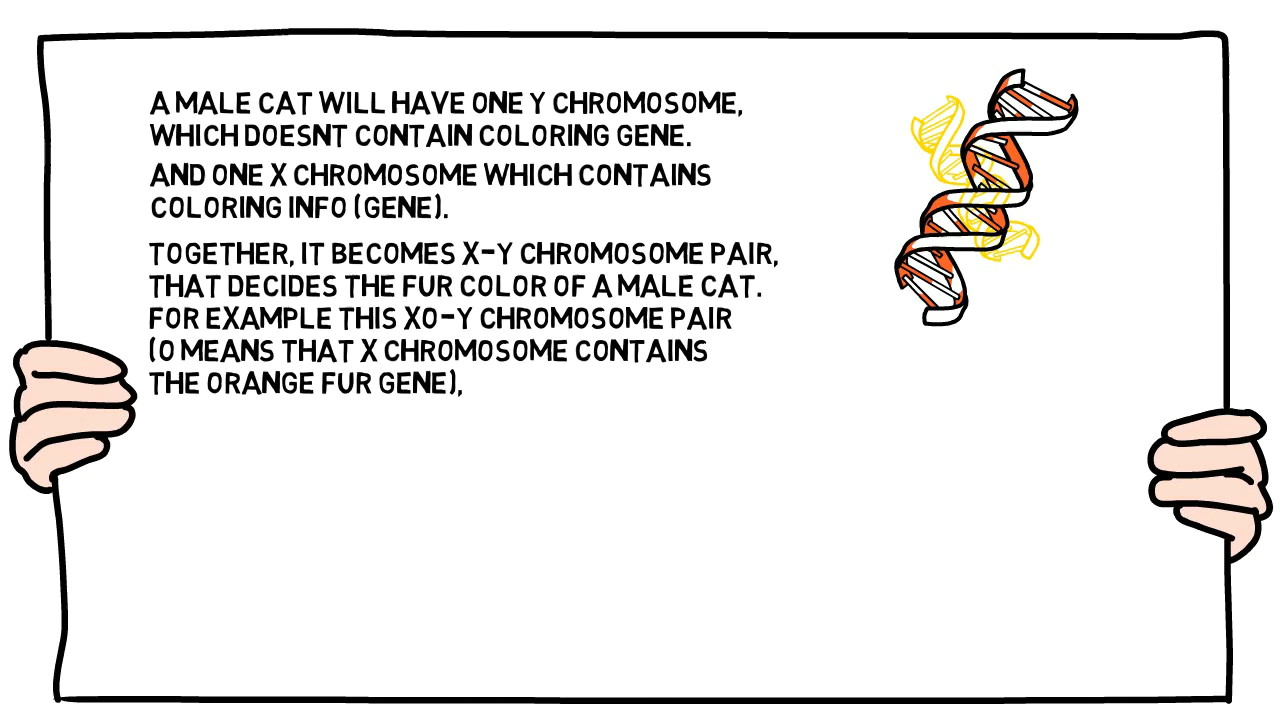 A MALE CAT WILL HAVE ONE Y CHROMOSOME,
WHICH DOESNT CONTAIN COLORING GENE.
AND ONE X CHROMOSOME WHICH CONTAINS
COLORING INFO (GENE).
TOGETHER, IT BECOMES X-Y CHROMOSOME PAIR,
THAT DECIDES THE FUR COLOR OF A MALE CAT.
FOR EXAMPLE THIS XO-Y CHROMOSOME PAIR
(O MEANS THAT X CHROMOSOME CONTAINS
THE ORANGE FUR GENE),